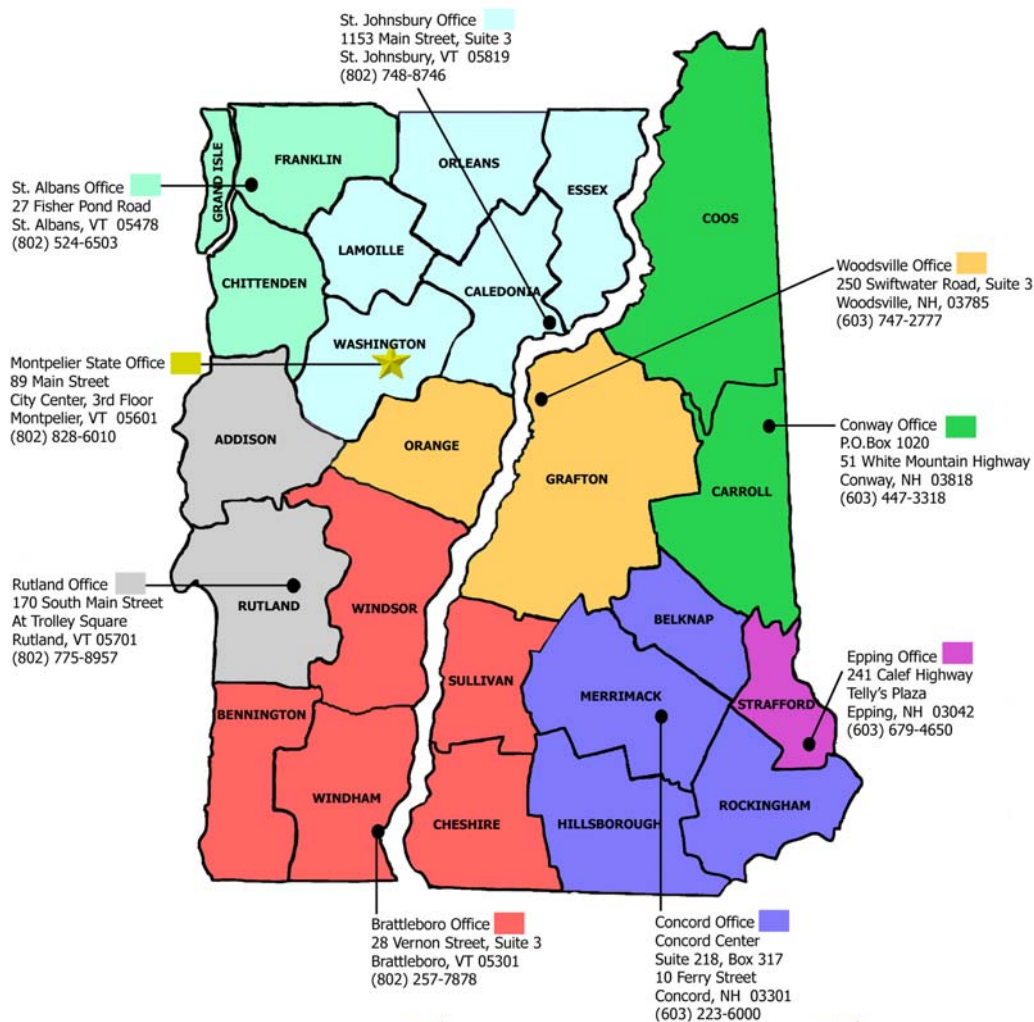 St. Johnsbury Office
1153 Main Street, Suite 3
St. Johnsbury, VT  05819
(802) 748-8746
GRAND ISLE
FRANKLIN
ORLEANS
ESSEX
COOS
St. Albans Office
27 Fisher Pond Road
St. Albans, VT  05478
(802) 524-6503
LAMOILLE
CHITTENDEN
CALEDONIA
Woodsville Office
250 Swiftwater Road, Suite 3
Woodsville, NH, 03785
(603) 747-2777
WASHINGTON
Montpelier State Office
89 Main Street
City Center, 3rd Floor
Montpelier, VT  05601
(802) 828-6010
ADDISON
ORANGE
GRAFTON
CARROLL
Conway Office
P.O.Box 1020
51 White Mountain Highway
Conway, NH  03818
(603) 447-3318
Rutland Office
170 South Main Street
At Trolley Square
Rutland, VT 05701
(802) 775-8957
RUTLAND
WINDSOR
BELKNAP
SULLIVAN
MERRIMACK
STRAFFORD
Epping Office
241 Calef Highway
Telly's Plaza
Epping, NH  03042
(603) 679-4650
BENNINGTON
WINDHAM
CHESHIRE
HILLSBOROUGH
ROCKINGHAM
Brattleboro Office
28 Vernon Street, Suite 3
Brattleboro, VT 05301
(802) 257-7878
Concord Office
Concord Center
Suite 218, Box 317
10 Ferry Street
Concord, NH  03301
(603) 223-6000